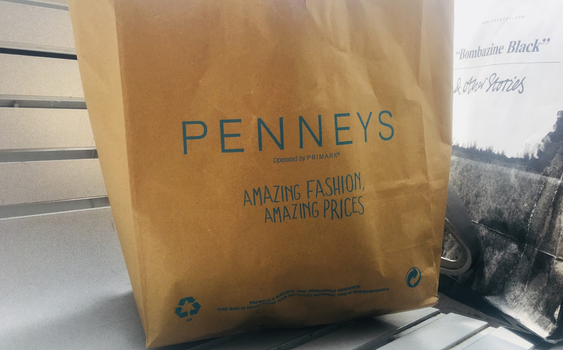 PENNEYS
Operated by PRIMARK®
AMAZING FASHION,
AMAZING PRICES
"Bombazine Black"
& Other Stories